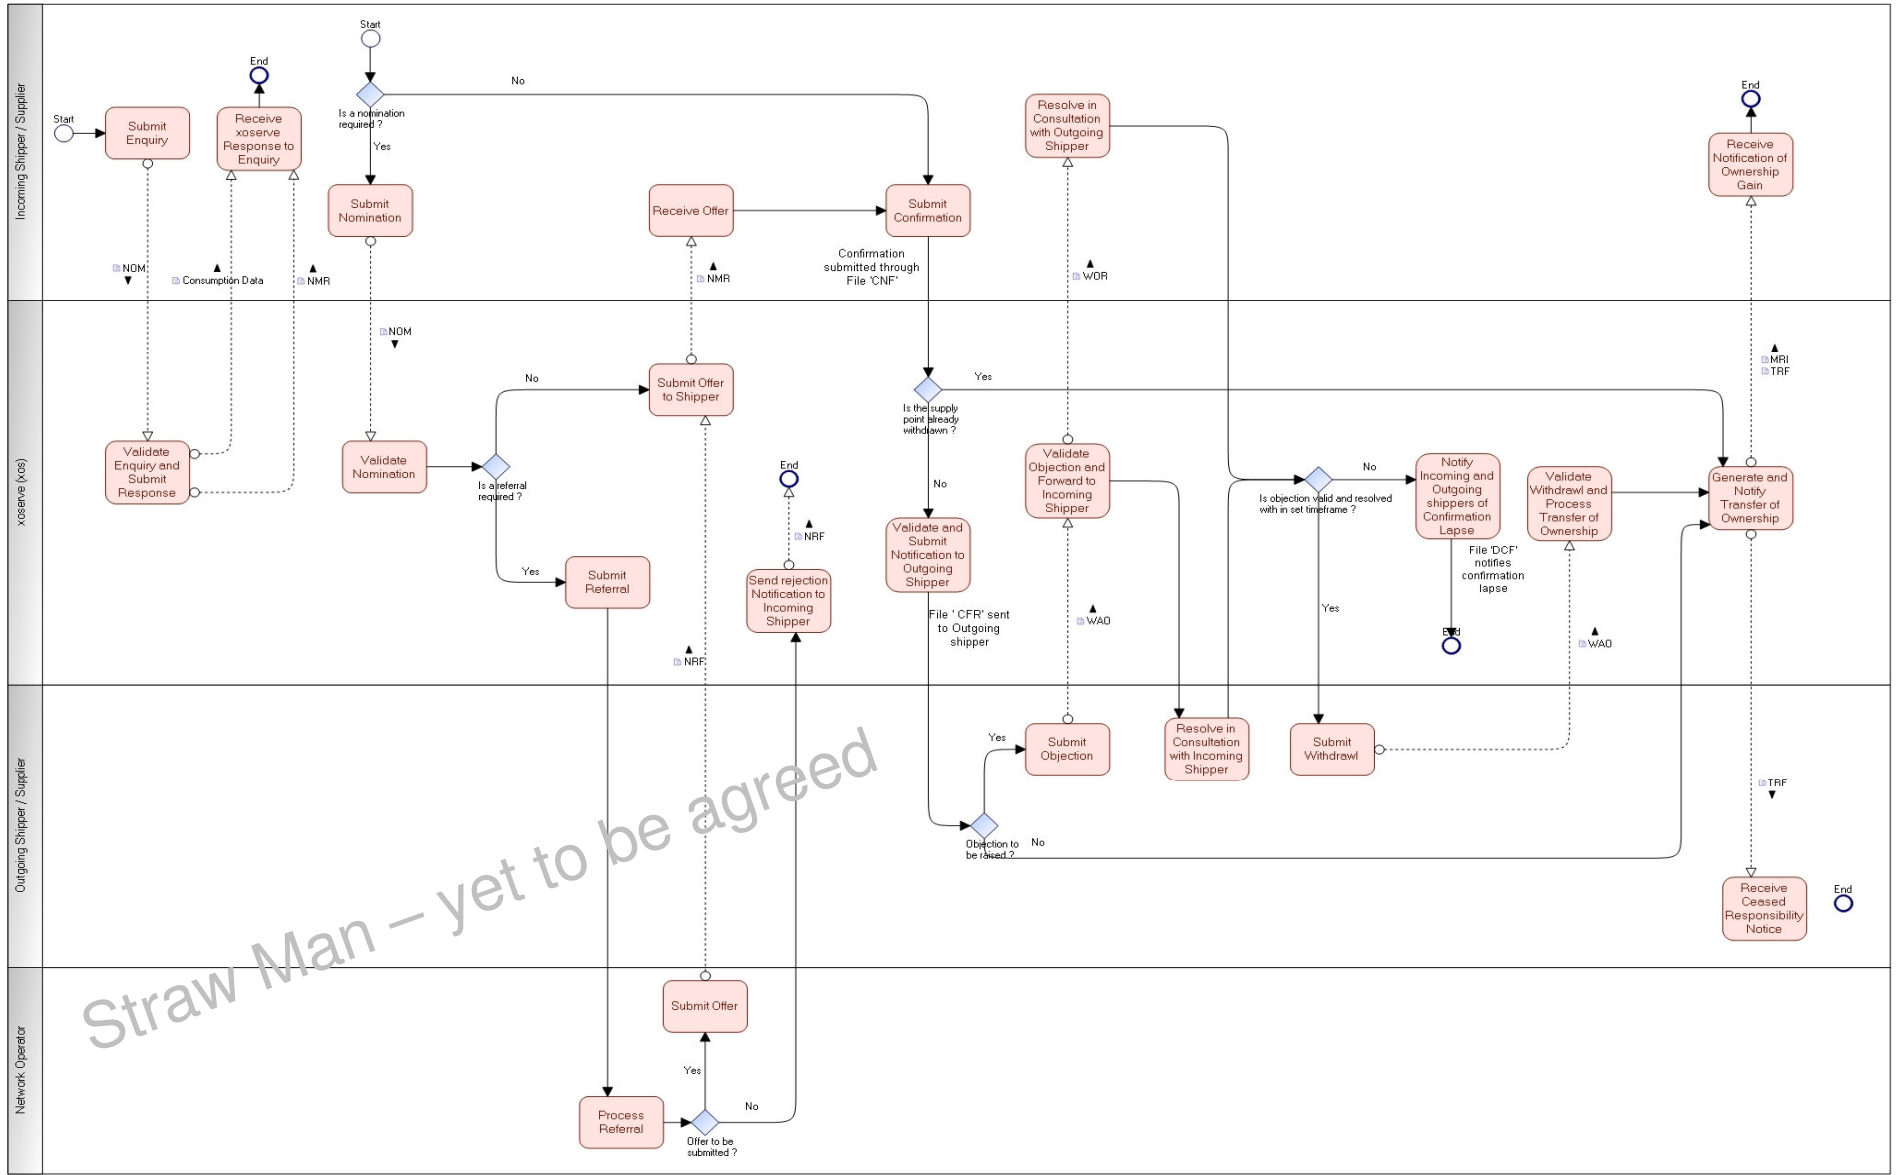 Incoming Shipper / Supplier
Start
Submit
Enquiry
NOM
End
Receive
xoserve
Response to
Enquiry
Consumption Data
NMR
Start
Is a nomination
required ?
No
Yes
Submit
Nomination
NOM
Receive Offer
NMR
Submit
Confirmation
Confirmation
submitted through
File 'CNF'
Resolve in
Consultation
with Outgoing
Shipper
WOR
End
Receive
Notification of
Ownership
Gain
xoserve (xos)
Validate
Enquiry and
Submit
Response
Validate
Nomination
Is a referral
required ?
No
Yes
Submit Offer
to Shipper
Submit
Referral
NRF
End
NRF
Send rejection
Notification to
Incoming
Shipper
Is the supply
point already
withdrawn ?
Yes
No
Validate and
Submit
Notification to
Outgoing
Shipper
File ' CFR' sent
to Outgoing
shipper
Validate
Objection and
Forward to
Incoming
Shipper
WAO
Is objection valid and resolved
with in set timeframe ?
No
Yes
Notify
Incoming and
Outgoing
shippers of
Confirmation
Lapse
File 'DCF'
notifies
confirmation
lapse
End
Validate
Withdrawl and
Process
Transfer of
Ownership
WAO
MRI
TRF
Generate and
Notify
Transfer of
Ownership
Outgoing Shipper / Supplier
Objection to
be raised ?
Yes
No
Submit
Objection
Resolve in
Consultation
with Incoming
Shipper
Submit
Withdrawl
TRF
Receive
Ceased
Responsibility
Notice
End
Straw Man – yet to be agreed
Network Operator
Submit Offer
Yes
Process
Referral
Offer to be
submitted ?
No